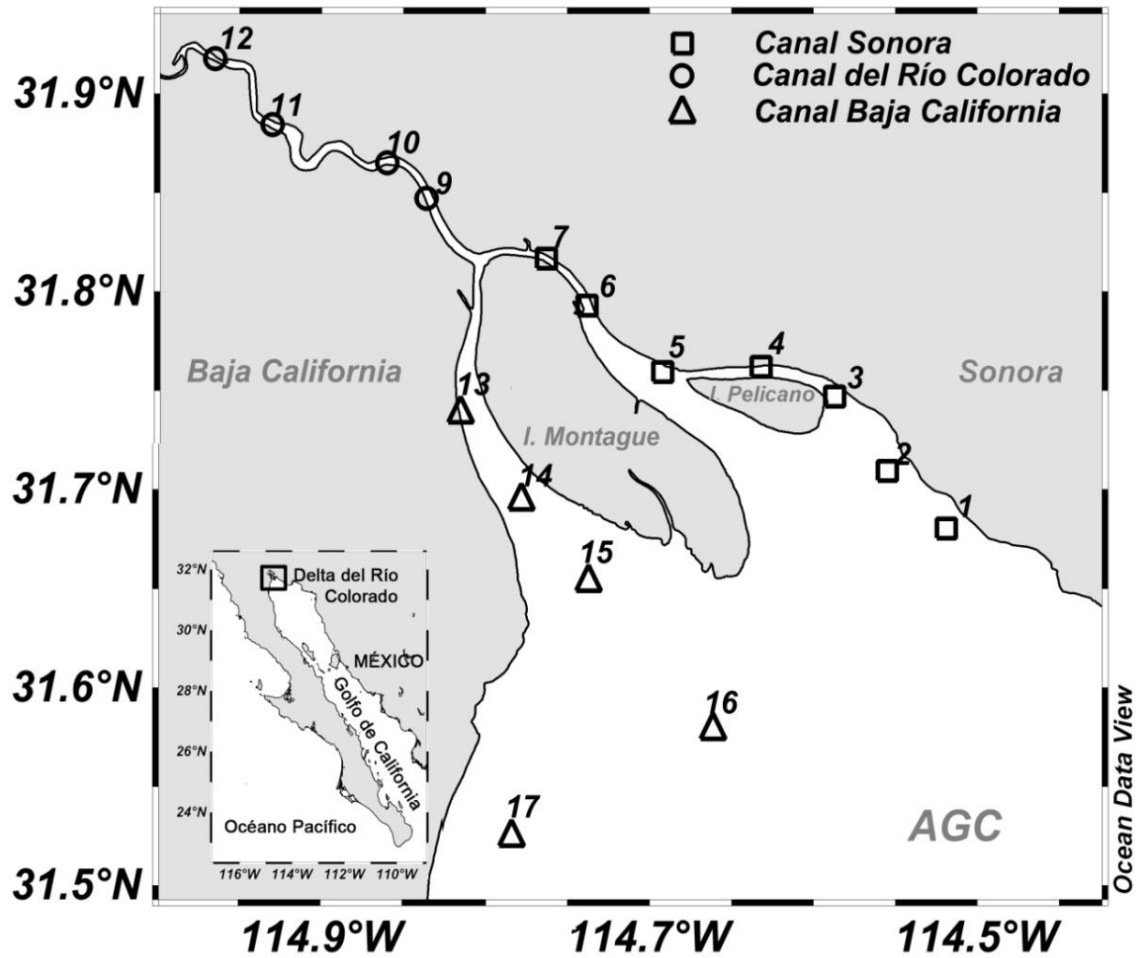 12
Canal Sonora
Canal del Río Colorado
Canal Baja California
31.9°N
11
10
9
7
31.8°N
6
5
4
3
Baja California
Sonora
I. Pelicano
13
I. Montague
2
31.7°N
14
1
15
32°N
Delta del Río
Colorado
30°N
MÉXICO
31.6°N
28°N
Golfo de California
16
26°N
17
24°N
Océano Pacífico
AGC
116°W
114°W
112°W
110°W
31.5°N
Ocean Data View
114.9°W
114.7°W
114.5°W